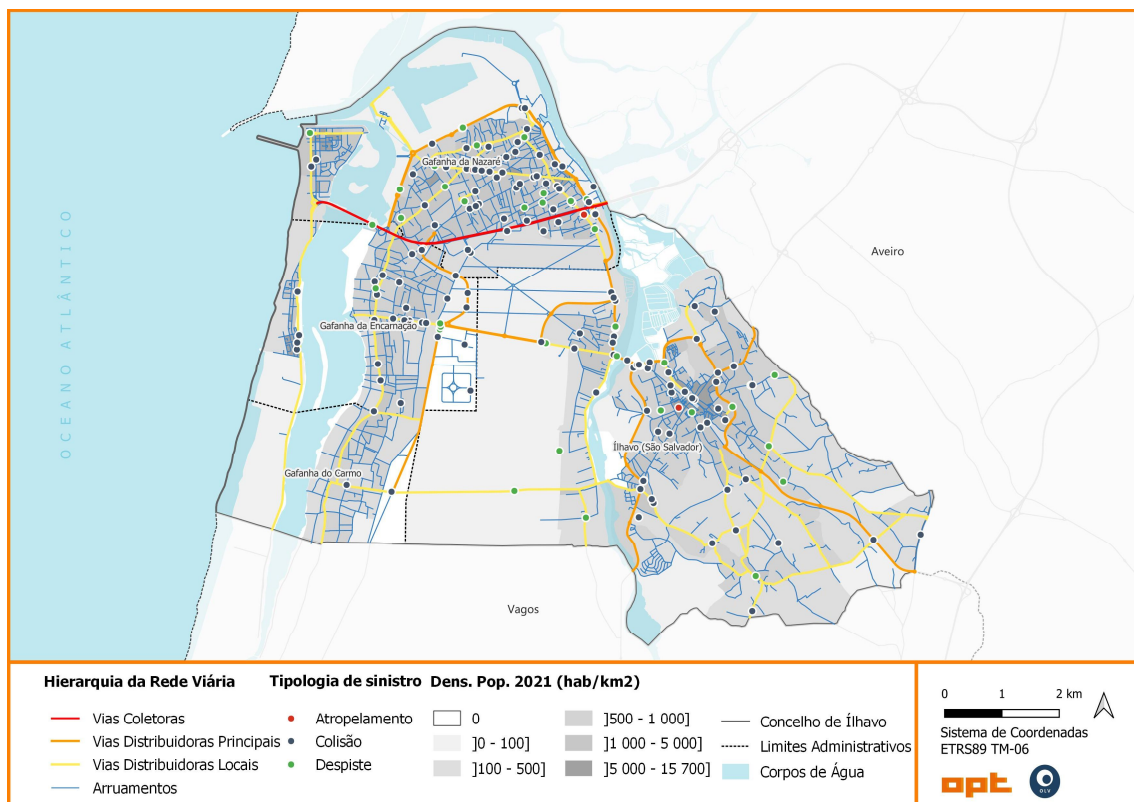 Gafanha da Nazaré
Aveiro
OCEANO ATLÂNTICO
Gafanha da Encarnação
Ílhavo (São Salvador)
Gafanha do Carmo
Vagos
Hierarquia da Rede Viária
Vias Coletoras
Vias Distribuidoras Principais
Vias Distribuidoras Locais
Arruamentos
Tipologia de sinistro
Atropelamento
Colisão
Despiste
Dens. Pop. 2021 (hab/km2)
0
]0 - 100]
]100 - 500]
]500 - 1 000]
]1 000 - 5 000]
]5 000 - 15 700]
Concelho de Ílhavo
Limites Administrativos
Corpos de Água
0 1 2 km
Sistema de Coordenadas
ETRS89 TM-06
opt
OLV